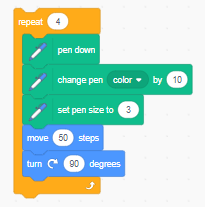 repeat 4
pen down
change pen color by 10
set pen size to 3
move 50 steps
turn 90 degrees